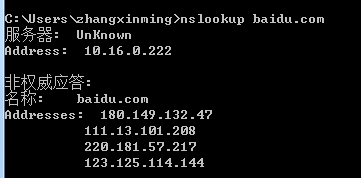 C:\Users\zhangxinming>nslookup baidu.com
服务器:  UnKnown
Address:  10.16.0.222
非权威应答:
名称:    baidu.com
Addresses:  180.149.132.47
111.13.101.208
220.181.57.217
123.125.114.144